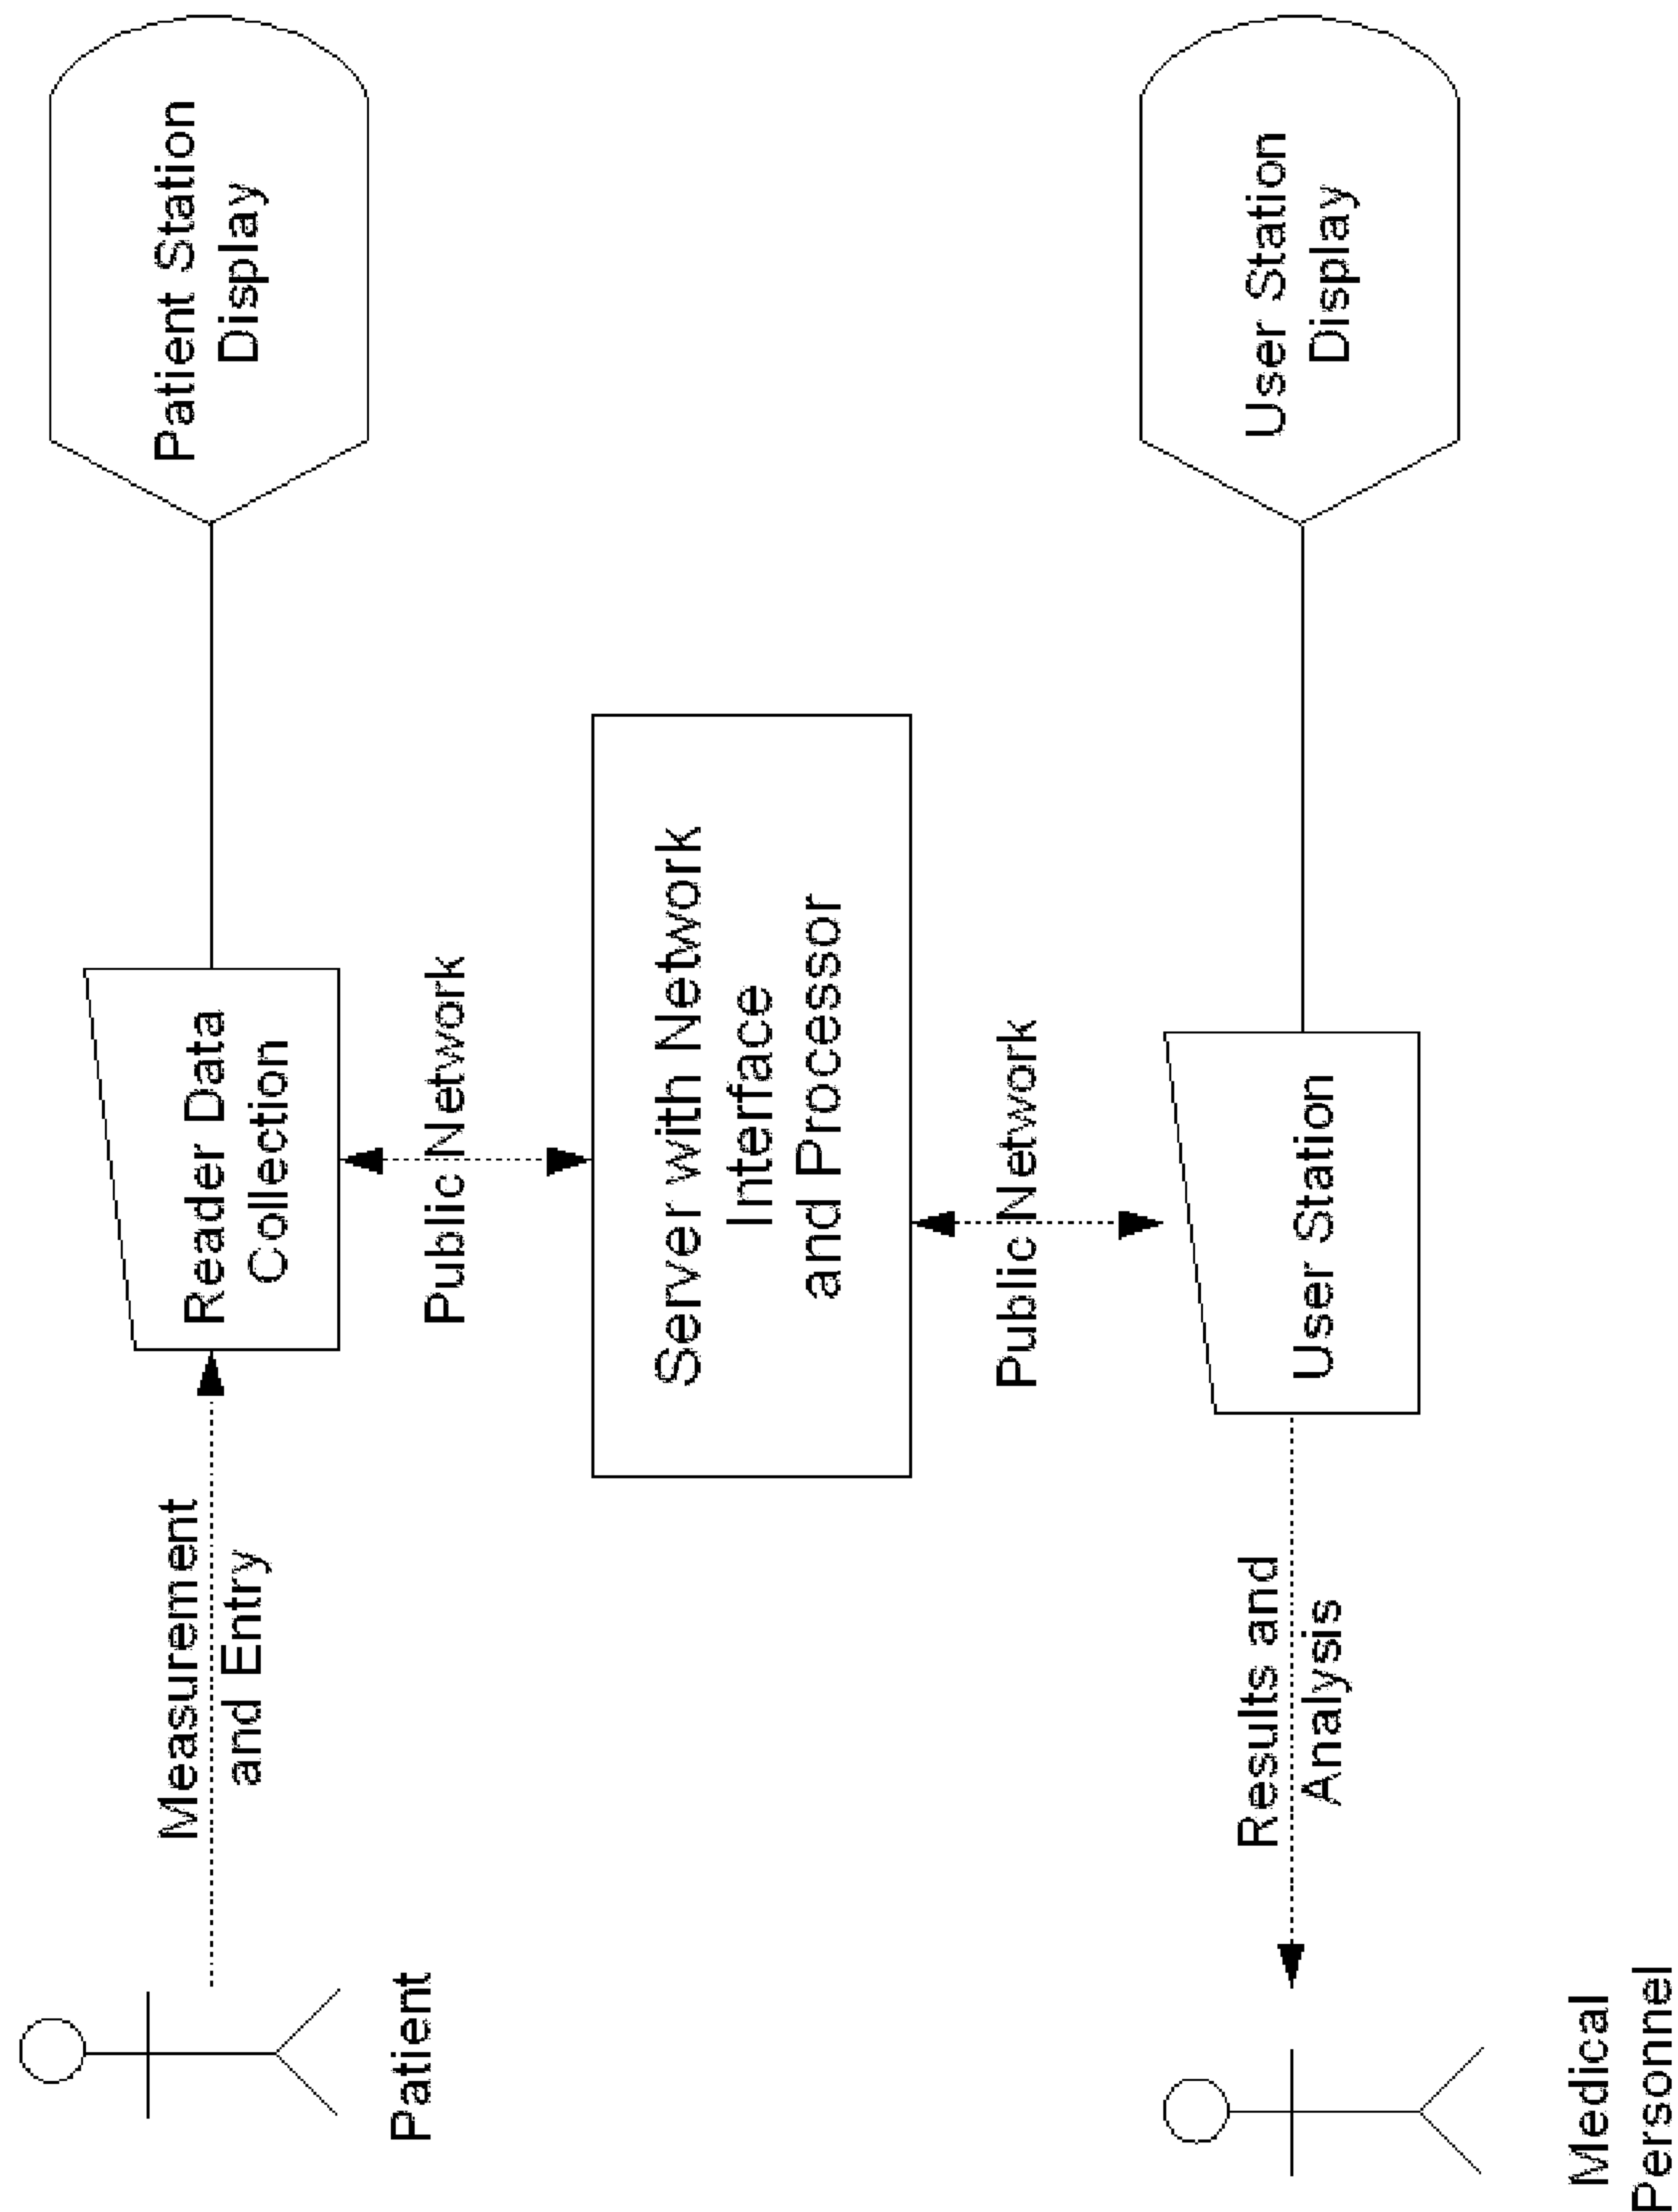 Patient
Measurement
and Entry
Reader Data
Collection
Patient Station
Display
Public Network
Server with Network
Interface
and Processor
Public Network
Medical
Personnel
Results and
Analysis
User Station
User Station
Display